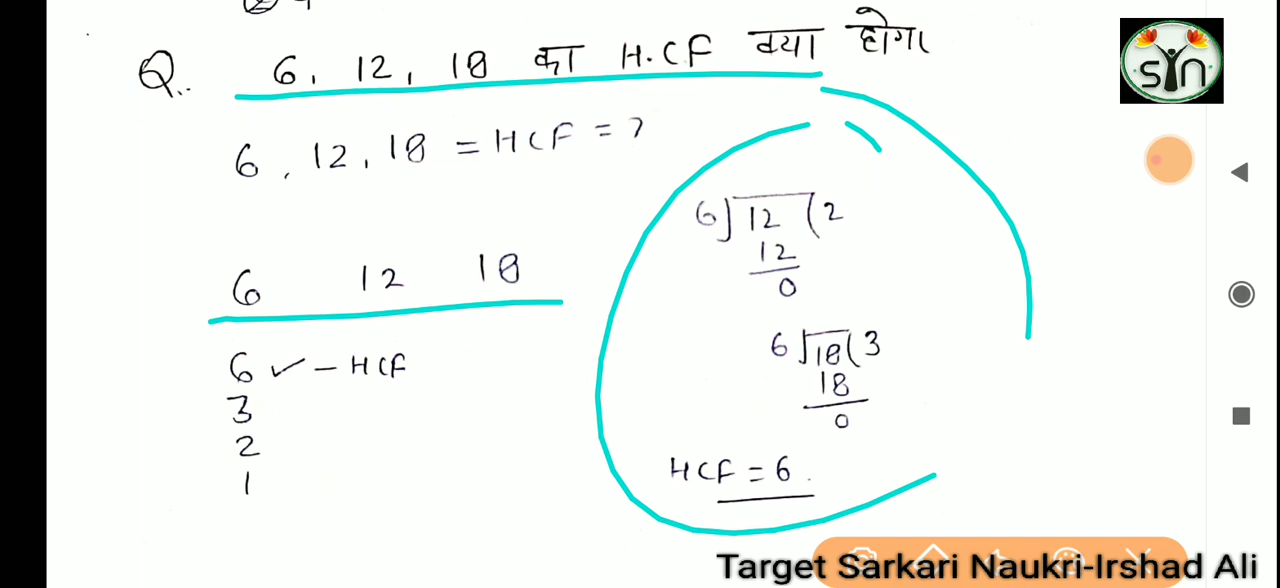 Q. 6, 12, 18 का H.C.F क्या होगा
6, 12, 18 = HCF = ?
6 12 18
6 ✓ - HCF
3
2
1
6)12(2
12
0
6)18(3
18
0
HCF = 6.
SYN
Target Sarkari Naukri-Irshad Ali